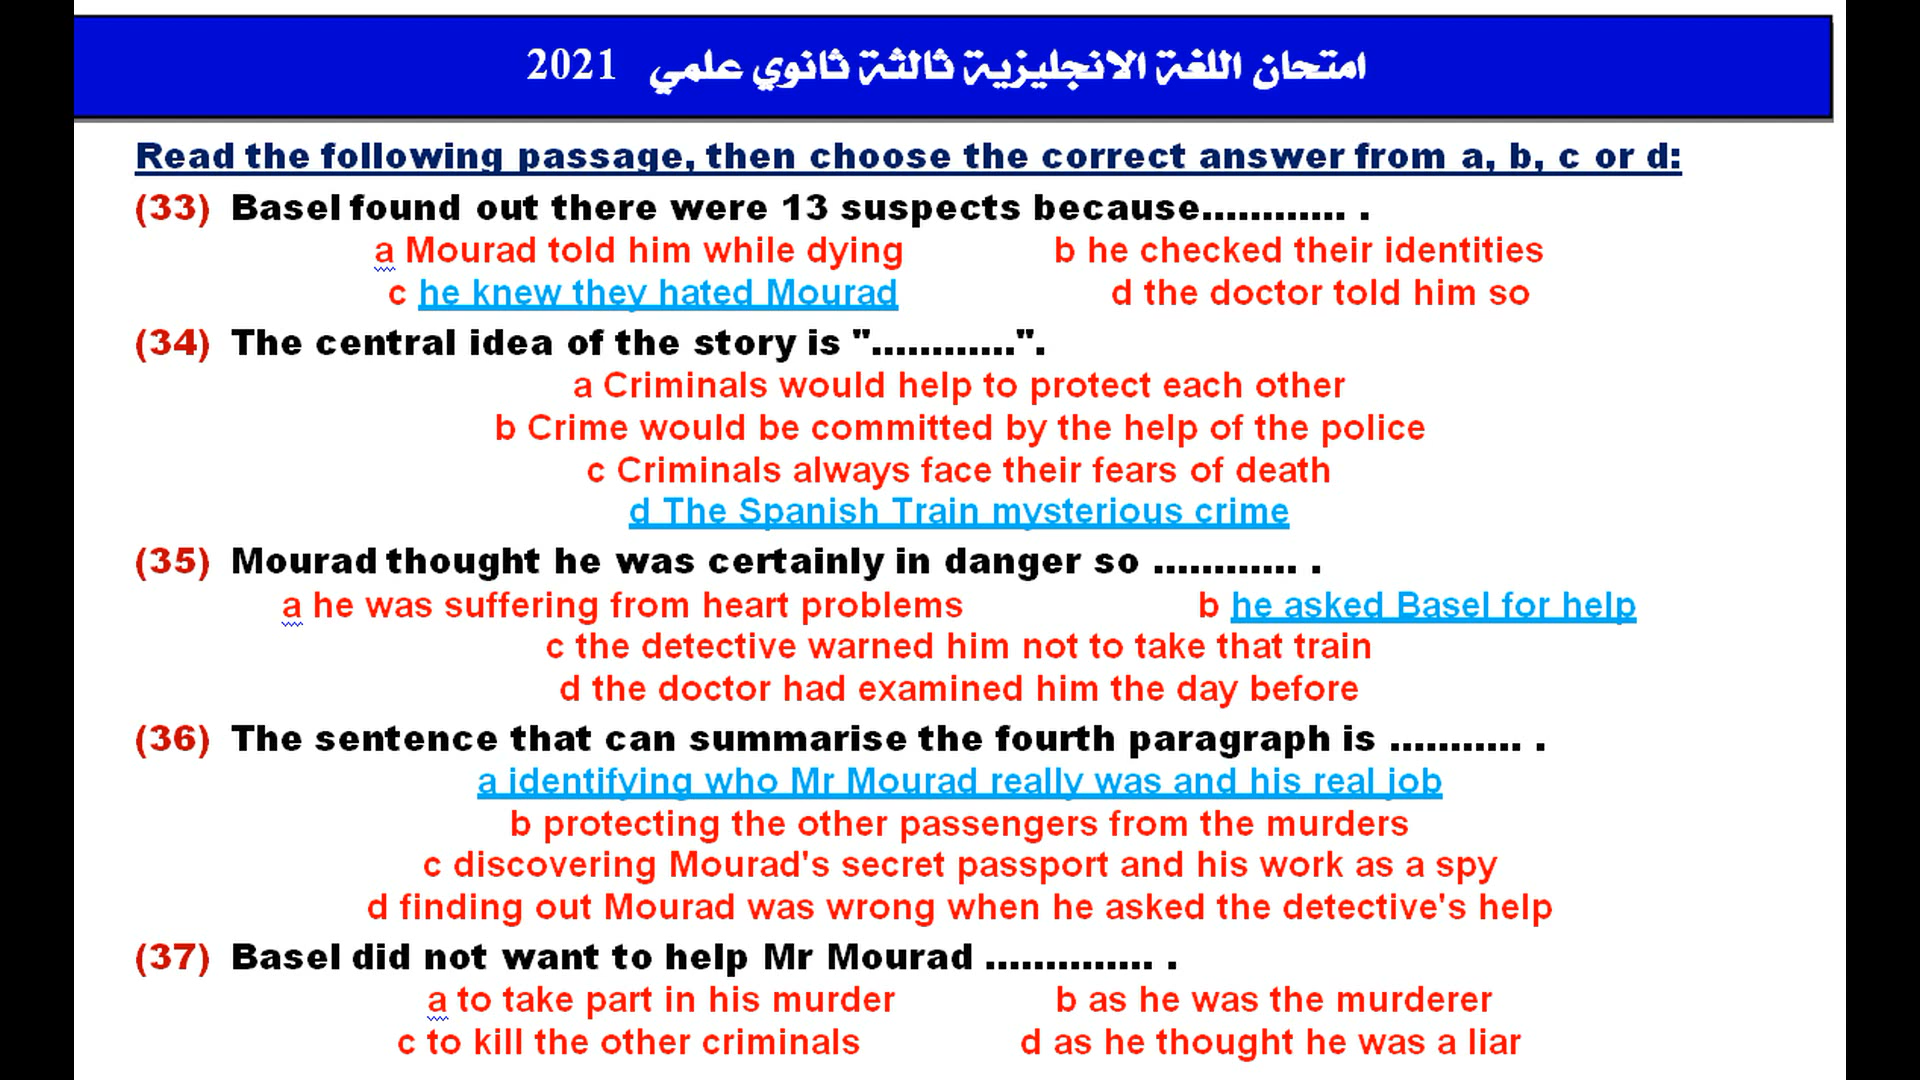 امتحان اللغة الانجليزية ثالثة ثانوي علمي 2021
Read the following passage, then choose the correct answer from a, b, c or d:
(33) Basel found out there were 13 suspects because............ .
a Mourad told him while dying b he checked their identities
c he knew they hated Mourad d the doctor told him so
(34) The central idea of the story is "............".
a Criminals would help to protect each other
b Crime would be committed by the help of the police
c Criminals always face their fears of death
d The Spanish Train mysterious crime
(35) Mourad thought he was certainly in danger so ............ .
a he was suffering from heart problems b he asked Basel for help
c the detective warned him not to take that train
d the doctor had examined him the day before
(36) The sentence that can summarise the fourth paragraph is ........... .
a identifying who Mr Mourad really was and his real job
b protecting the other passengers from the murders
c discovering Mourad's secret passport and his work as a spy
d finding out Mourad was wrong when he asked the detective's help
(37) Basel did not want to help Mr Mourad .............. .
a to take part in his murder b as he was the murderer
c to kill the other criminals d as he thought he was a liar